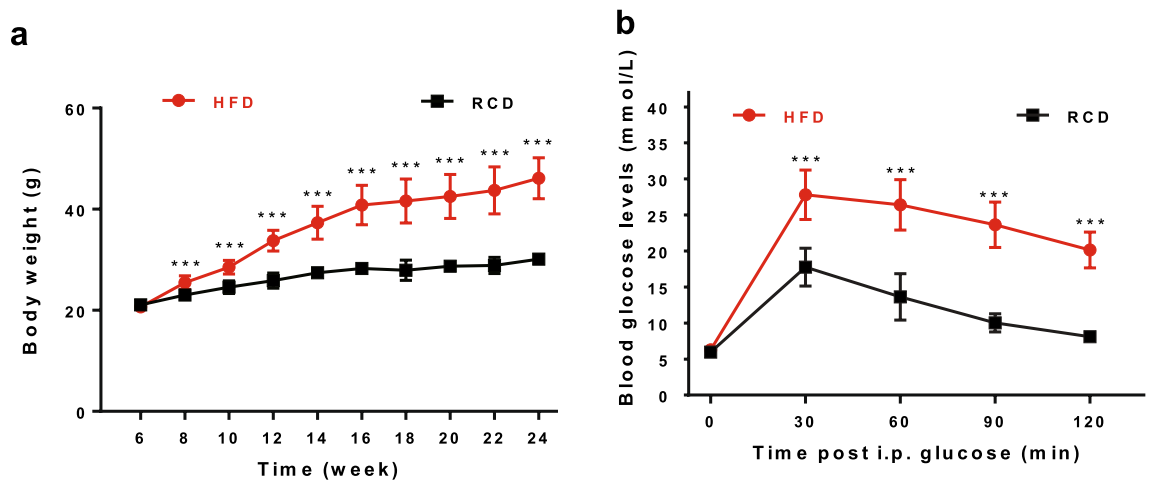 a
HFD
RCD
Body weight (g)
60
40
20
0
***
***
***
***
***
***
***
***
***
6 8 10 12 14 16 18 20 22 24
Time (week)
b
HFD
RCD
Blood glocose levels (mmol/L)
40
35
30
25
20
15
10
5
0
***
***
***
***
0 30 60 90 120
Time post i.p. glucose (min)